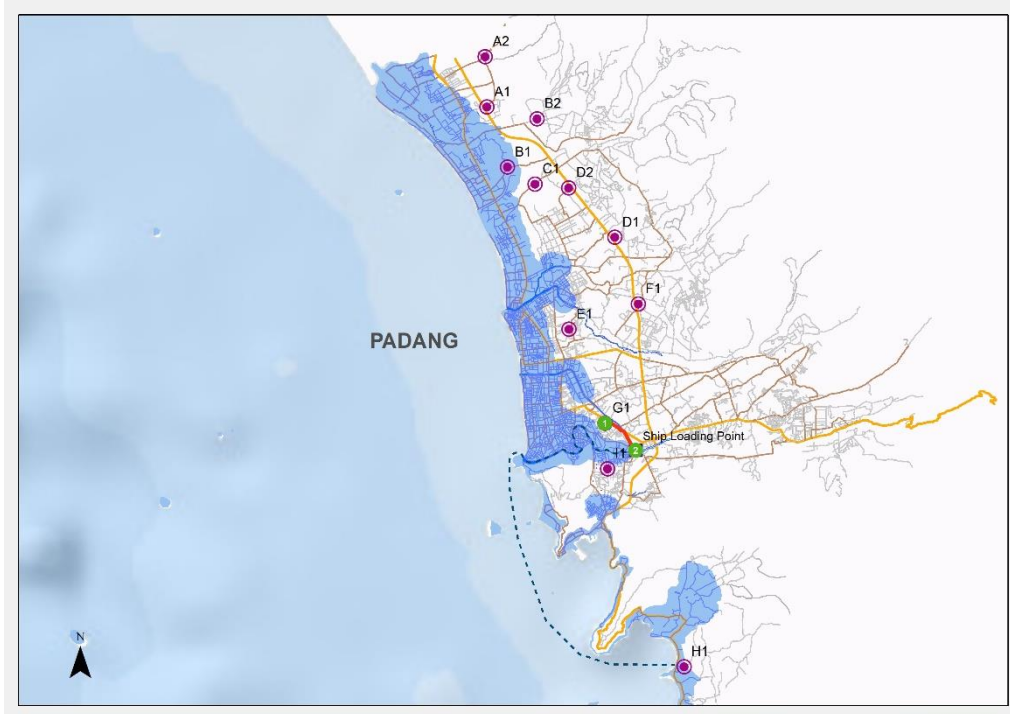 A2
A1
B2
B1
C1
D2
D1
F1
E1
PADANG
G1
1
Ship Loading Point
2
I1
N
H1